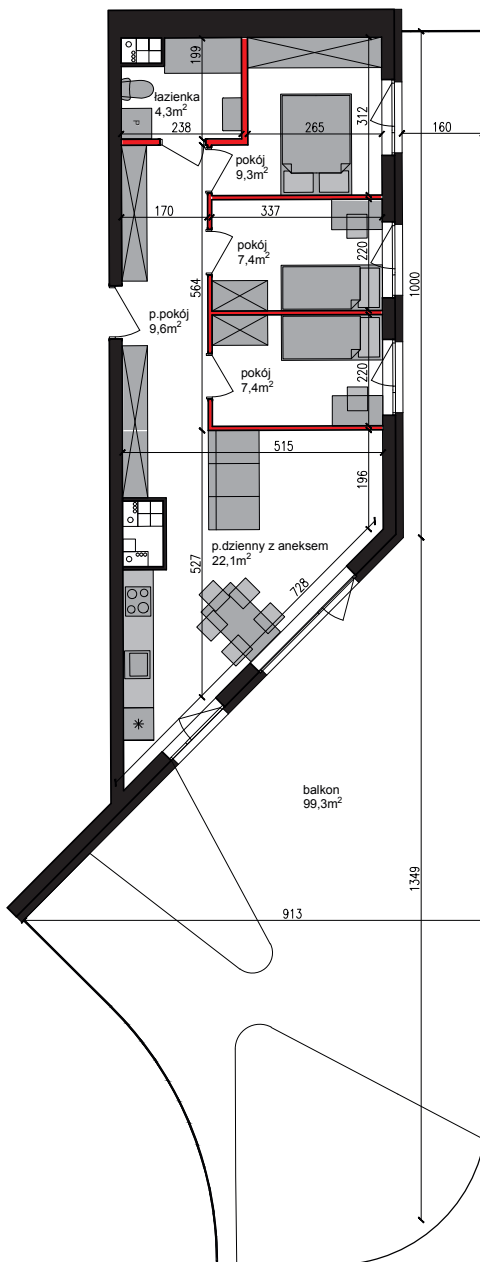 199
łazienka
4,3m²
P
238
265
312
160
pokój
9,3m²
170
337
pokój
7,4m²
220
564
1000
p.pokój
9,6m²
pokój
7,4m²
220
515
196
p.dzienny z aneksem
22,1m²
527
728
balkon
99,3m²
1349
913